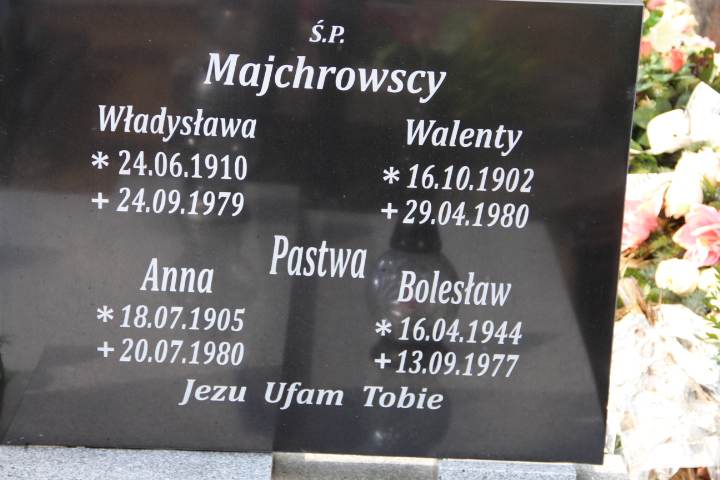 Ś.P.
Majchrowscy
Władysława
* 24.06.1910
+ 24.09.1979
Walenty
* 16.10.1902
+ 29.04.1980
Pastwa
Anna
* 18.07.1905
+ 20.07.1980
Bolesław
* 16.04.1944
+ 13.09.1977
Jezu Ufam Tobie